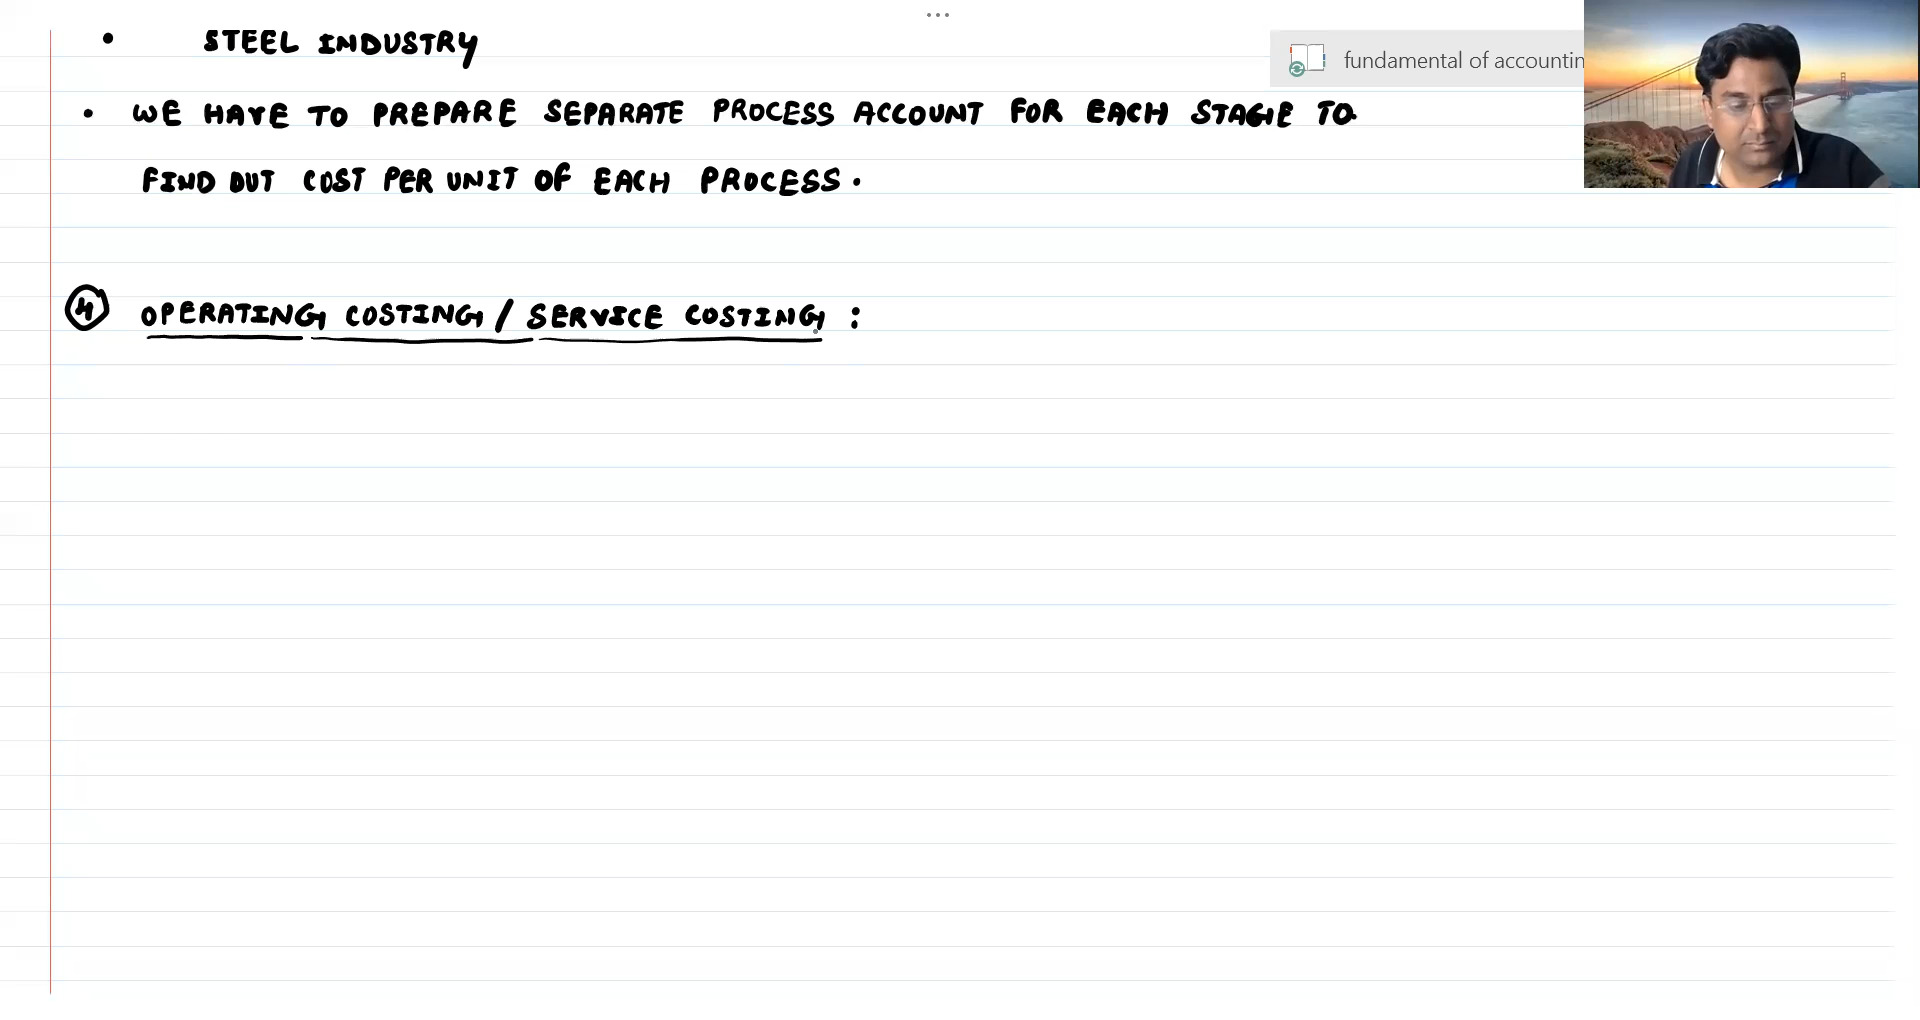 • STEEL INDUSTRY
fundamental of accountin
• WE HAVE TO PREPARE SEPARATE PROCESS ACCOUNT FOR EACH STAGE TO
FIND OUT COST PER UNIT OF EACH PROCESS.
4 OPERATING COSTING / SERVICE COSTING :